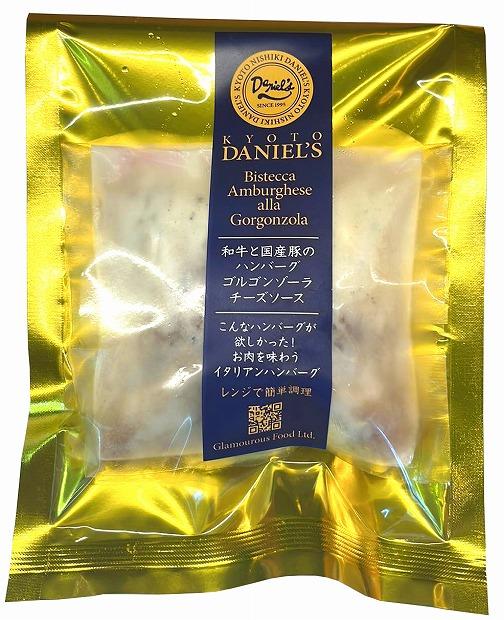 KYOTO NISHIKI DANIEL'S KYOTO NISHIKI DANIEL'S
Daniel's
SINCE 1995
KYOTO
DANIEL'S
Bistecca
Amburghese
alla
Gorgonzola
和牛と国産豚の
ハンバーグ
ゴルゴンゾーラ
チーズソース
こんなハンバーグが
欲しかった!
お肉を味わう
イタリアンハンバーグ
レンジで簡単調理
Glamourous Food Ltd.